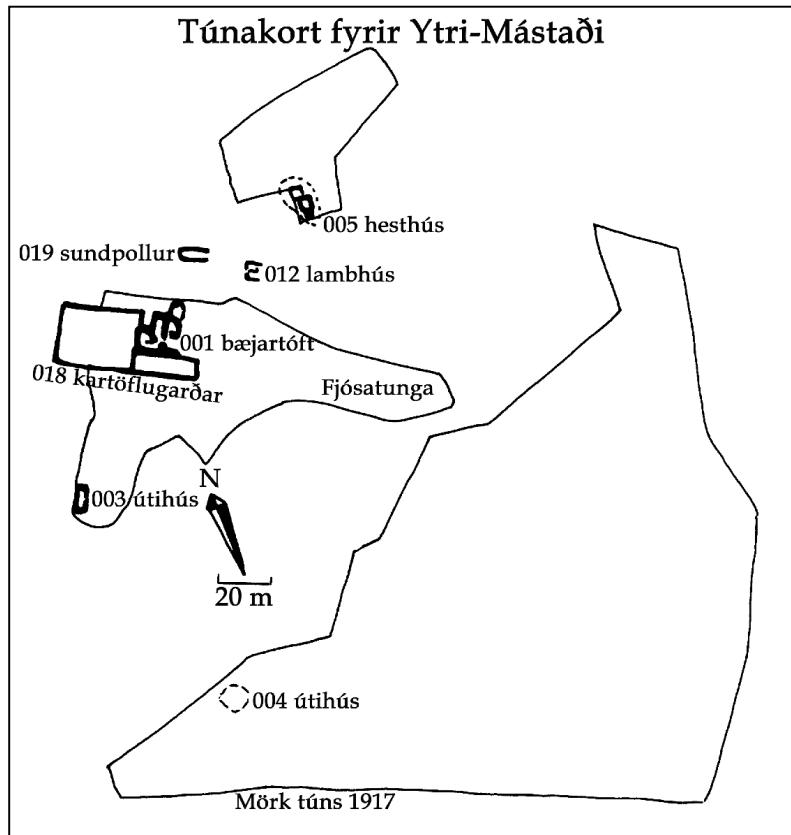 Túnakort fyrir Ytri-Mástaði
005 hesthús
019 sundpollur
012 lambhús
001 bæjartóft
018 kartöflugarðar
Fjósatunga
N
003 útihús
20 m
004 útihús
Mörk túns 1917